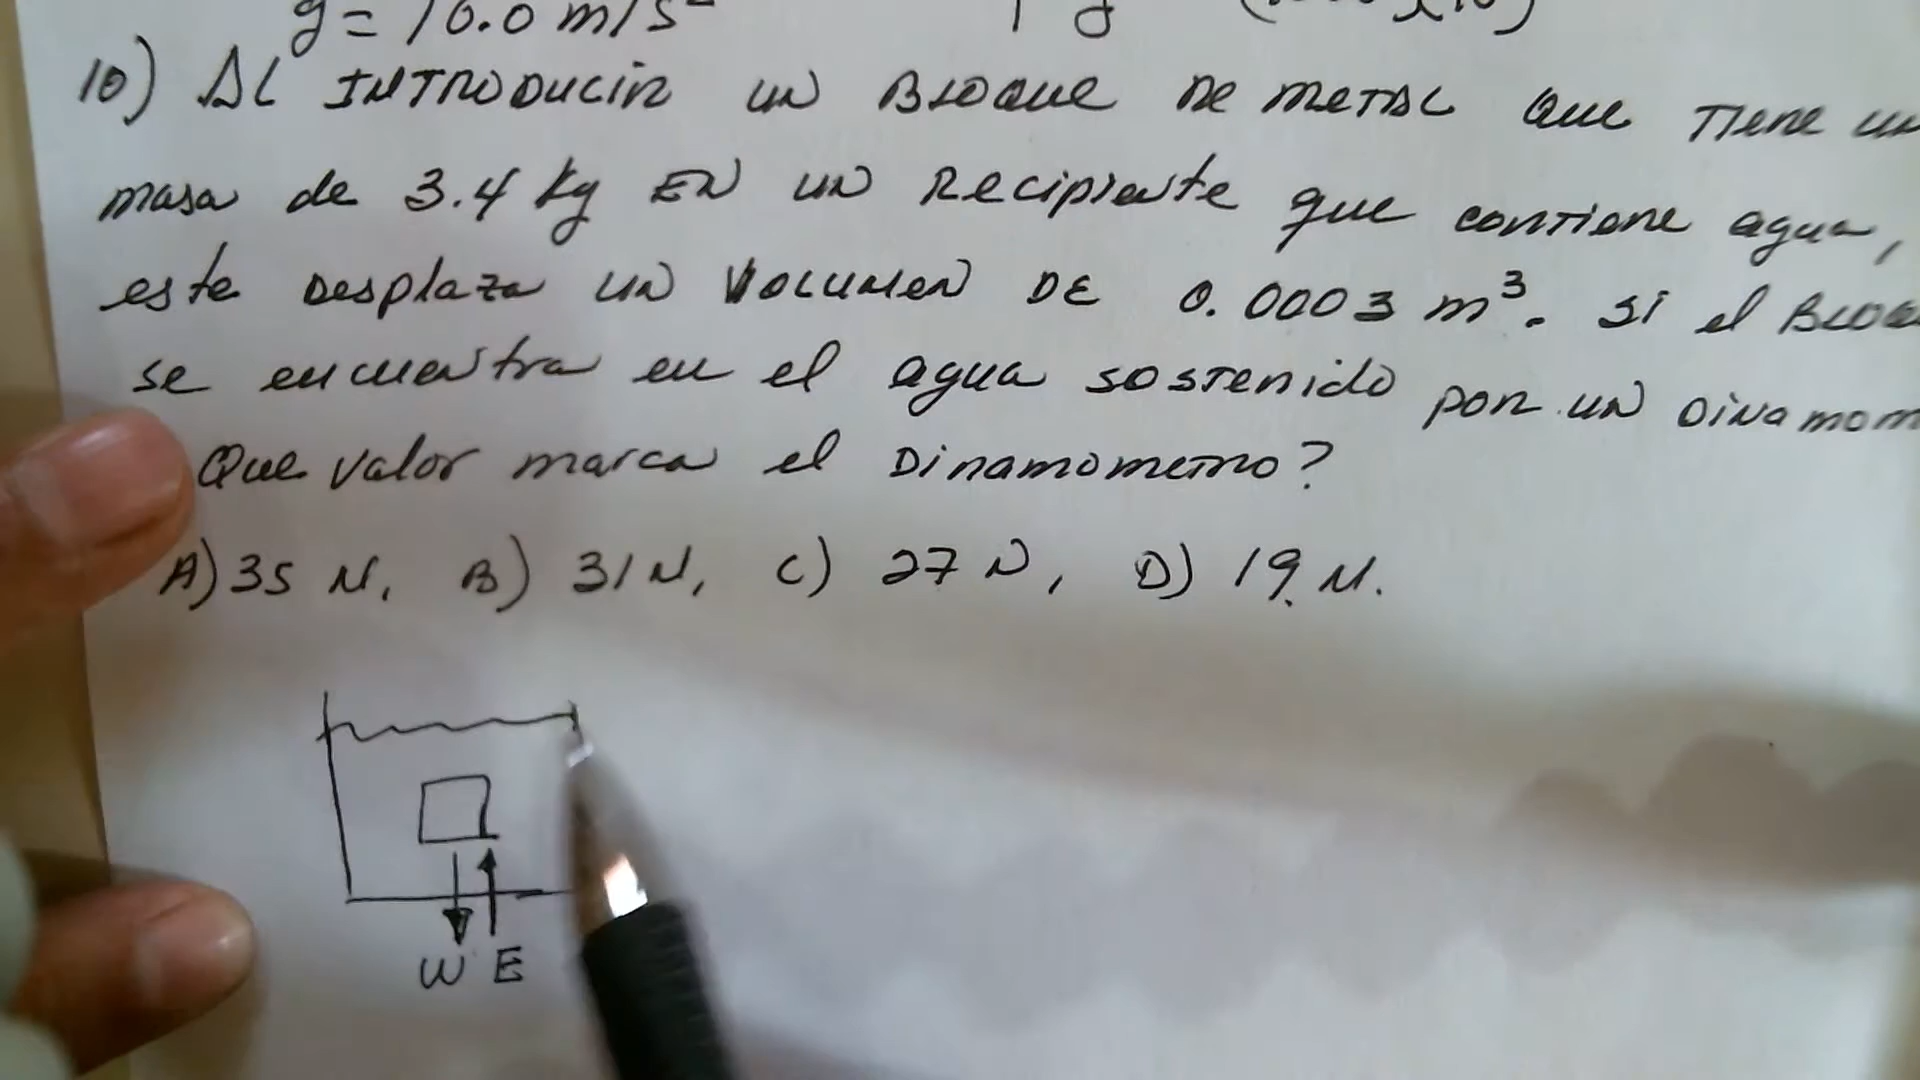 g = 10.0 m/s²
10) AL INTRODUCIR UN BLOQUE DE METAL QUE TIENE
masa de 3.4 kg EN UN RECIPIENTE que contiene agua,
este Desplaza UN VOLUMEN DE 0.0003 m³. Si el
se encuentra en el agua sostenido por UN
Que valor marca el Dinamometro?
A) 35 N, B) 31 N, C) 27 N, D) 19 N.
W E